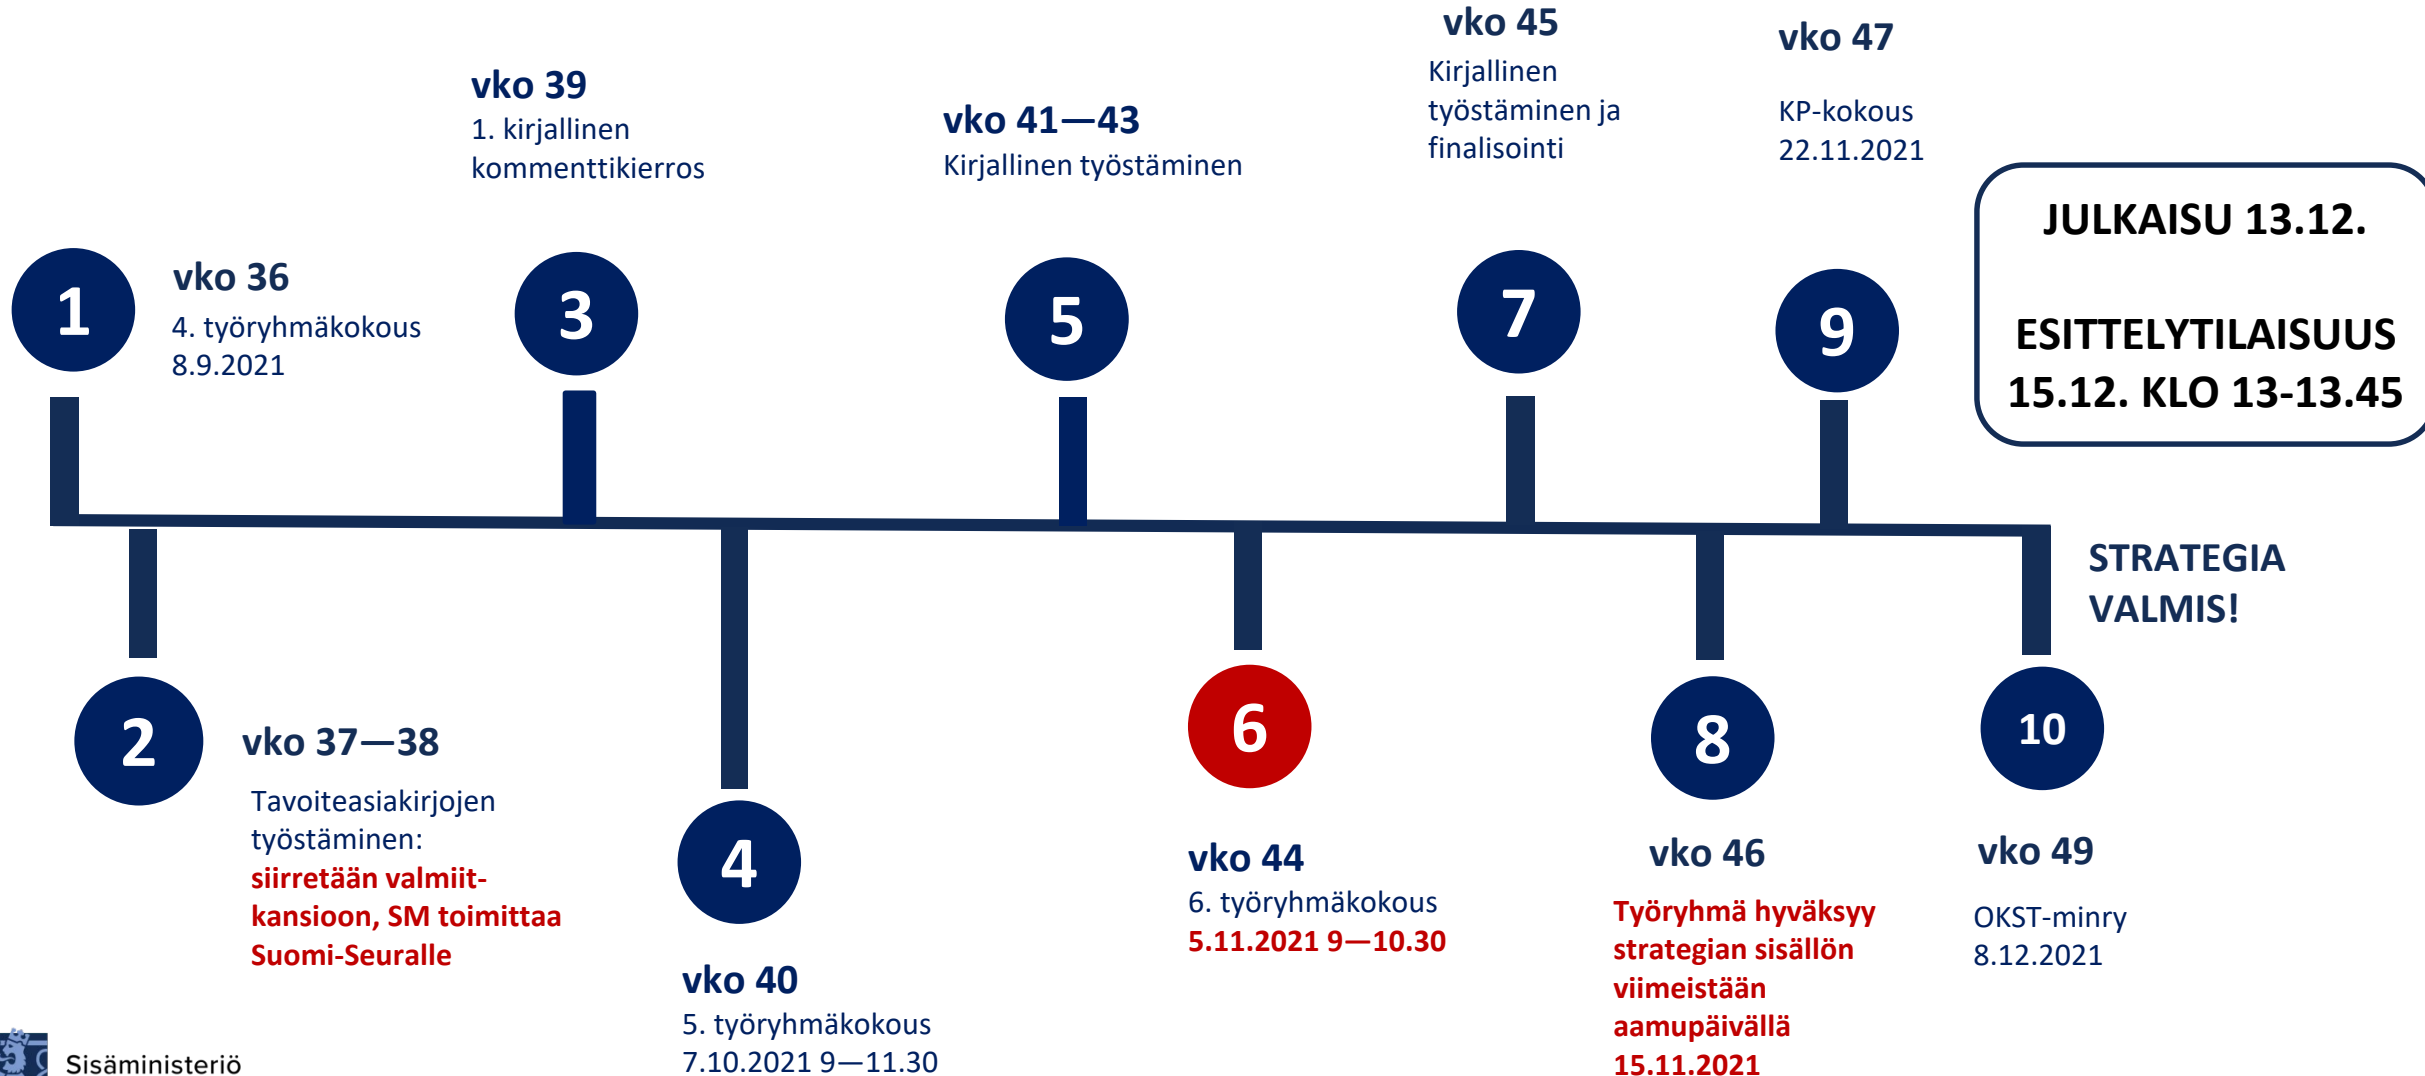 1
vko 36
4. työryhmäkokous
8.9.2021
2
vko 37—38
Tavoiteasiakirjojen
työstäminen:
siirretään valmiit-
kansioon, SM toimittaa
Suomi-Seuralle
vko 39
1. kirjallinen
kommenttikierros
3
4
vko 40
5. työryhmäkokous
7.10.2021 9—11.30
vko 41—43
Kirjallinen työstäminen
5
6
vko 44
6. työryhmäkokous
5.11.2021 9—10.30
vko 45
Kirjallinen
työstäminen ja
finalisointi
7
8
vko 46
Työryhmä hyväksyy
strategian sisällön
viimeistään
aamupäivällä
15.11.2021
vko 47
KP-kokous
22.11.2021
9
10
vko 49
OKST-minry
8.12.2021
STRATEGIA
VALMIS!
JULKAISU 13.12.
ESITTELYTILAISUUS
15.12. KLO 13-13.45
Sisäministeriö